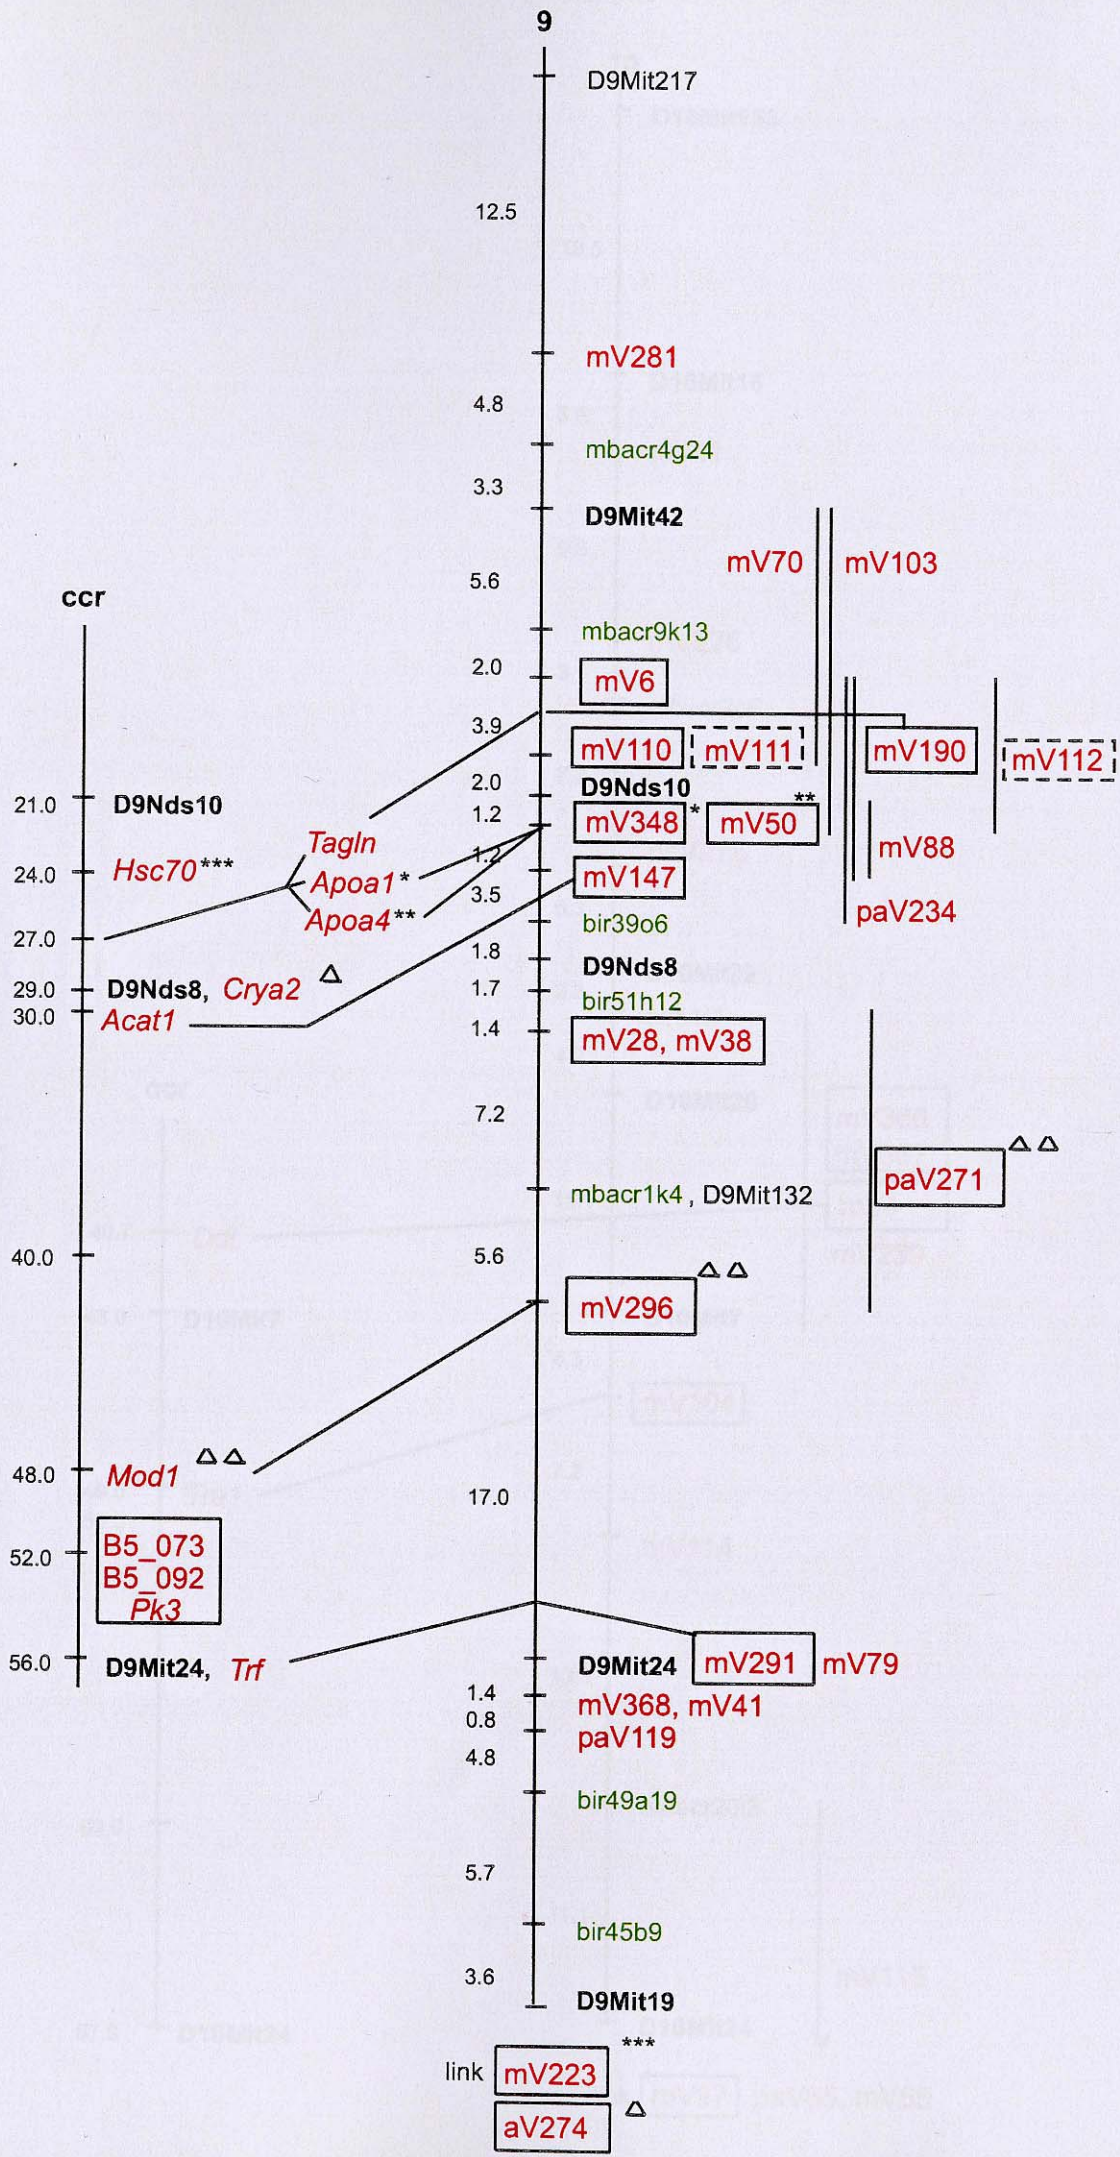 9
D9Mit217
12.5
mV281
4.8
mbacr4g24
3.3
D9Mit42
mV70 mV103
5.6
ccr
mbacr9k13
2.0
mV6
3.9
mV110 mV111 mV190 mV112
2.0
D9Nds10
21.0 D9Nds10
1.2
mV348 * mV50 **
Tagln
1.2
mV88
24.0 Hsc70***
Apoa1*
mV147
3.5
Apoa4**
paV234
bir39o6
27.0
1.8
D9Nds8
29.0 D9Nds8, Crya2 △
1.7
bir51h12
30.0 Acat1
1.4
mV28, mV38
7.2
paV271 △ △
mbacr1k4, D9Mit132
40.0
5.6
mV296 △ △
48.0 Mod1 △ △
17.0
B5_073
52.0
B5_092
Pk3
56.0 D9Mit24, Trf
D9Mit24 mV291 mV79
1.4
mV368, mV41
0.8
paV119
4.8
bir49a19
5.7
bir45b9
3.6
D9Mit19
link mV223 ***
aV274 △